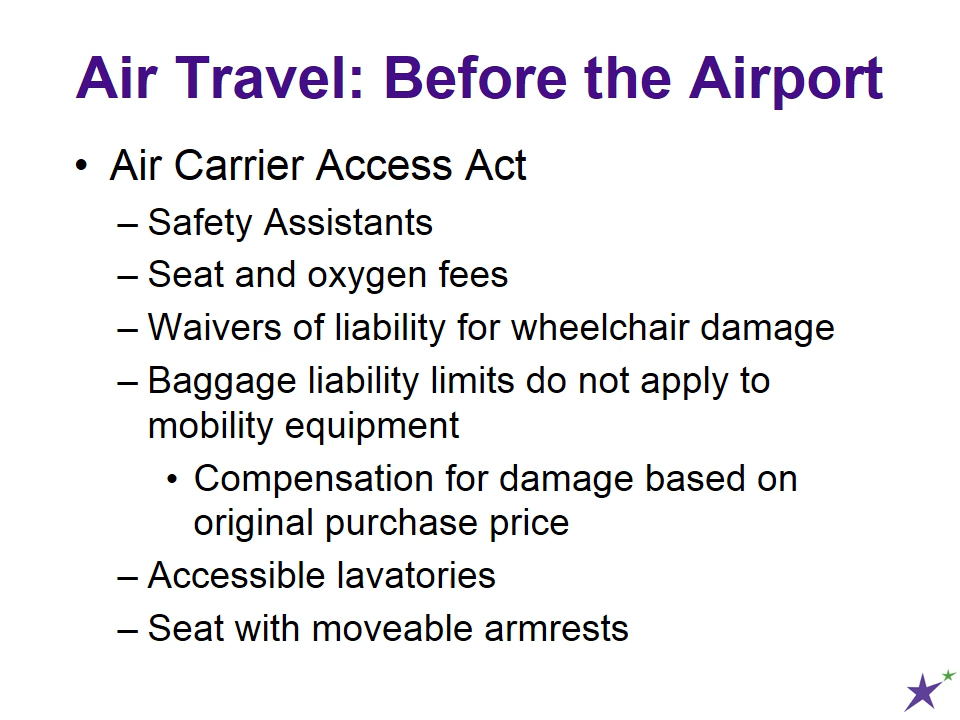 Air Travel: Before the Airport
• Air Carrier Access Act
– Safety Assistants
– Seat and oxygen fees
– Waivers of liability for wheelchair damage
– Baggage liability limits do not apply to
mobility equipment
• Compensation for damage based on
original purchase price
– Accessible lavatories
– Seat with moveable armrests